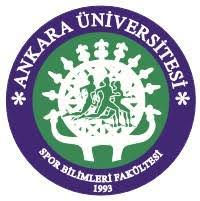 ANKARA ÜNİVERSİTESİ
SPOR BİLİMLERİ FAKÜLTESİ
1993